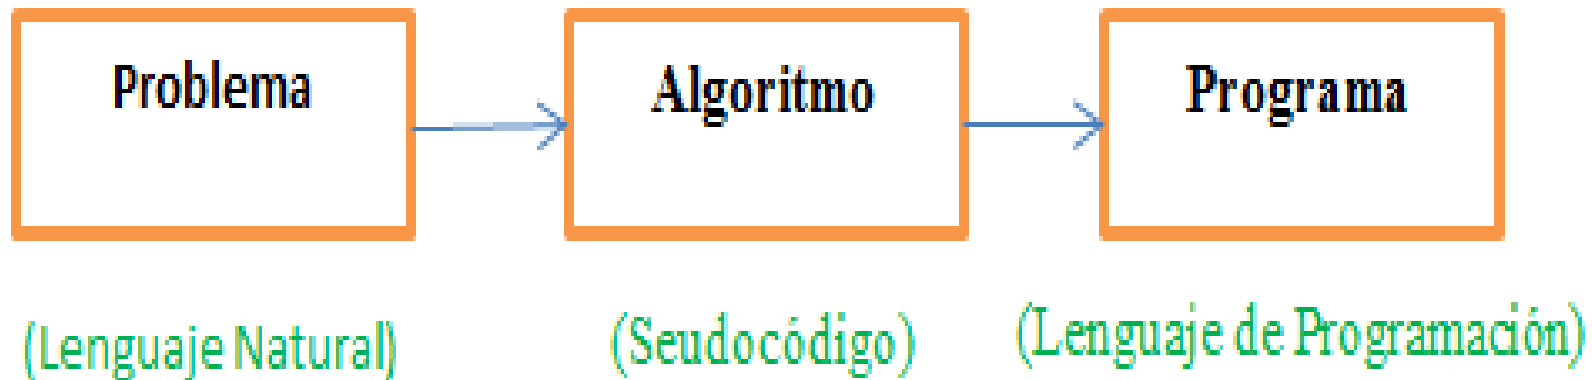 Problema
Algoritmo
Programa
(Lenguaje Natural)
(Seudocódigo)
(Lenguaje de Programación)